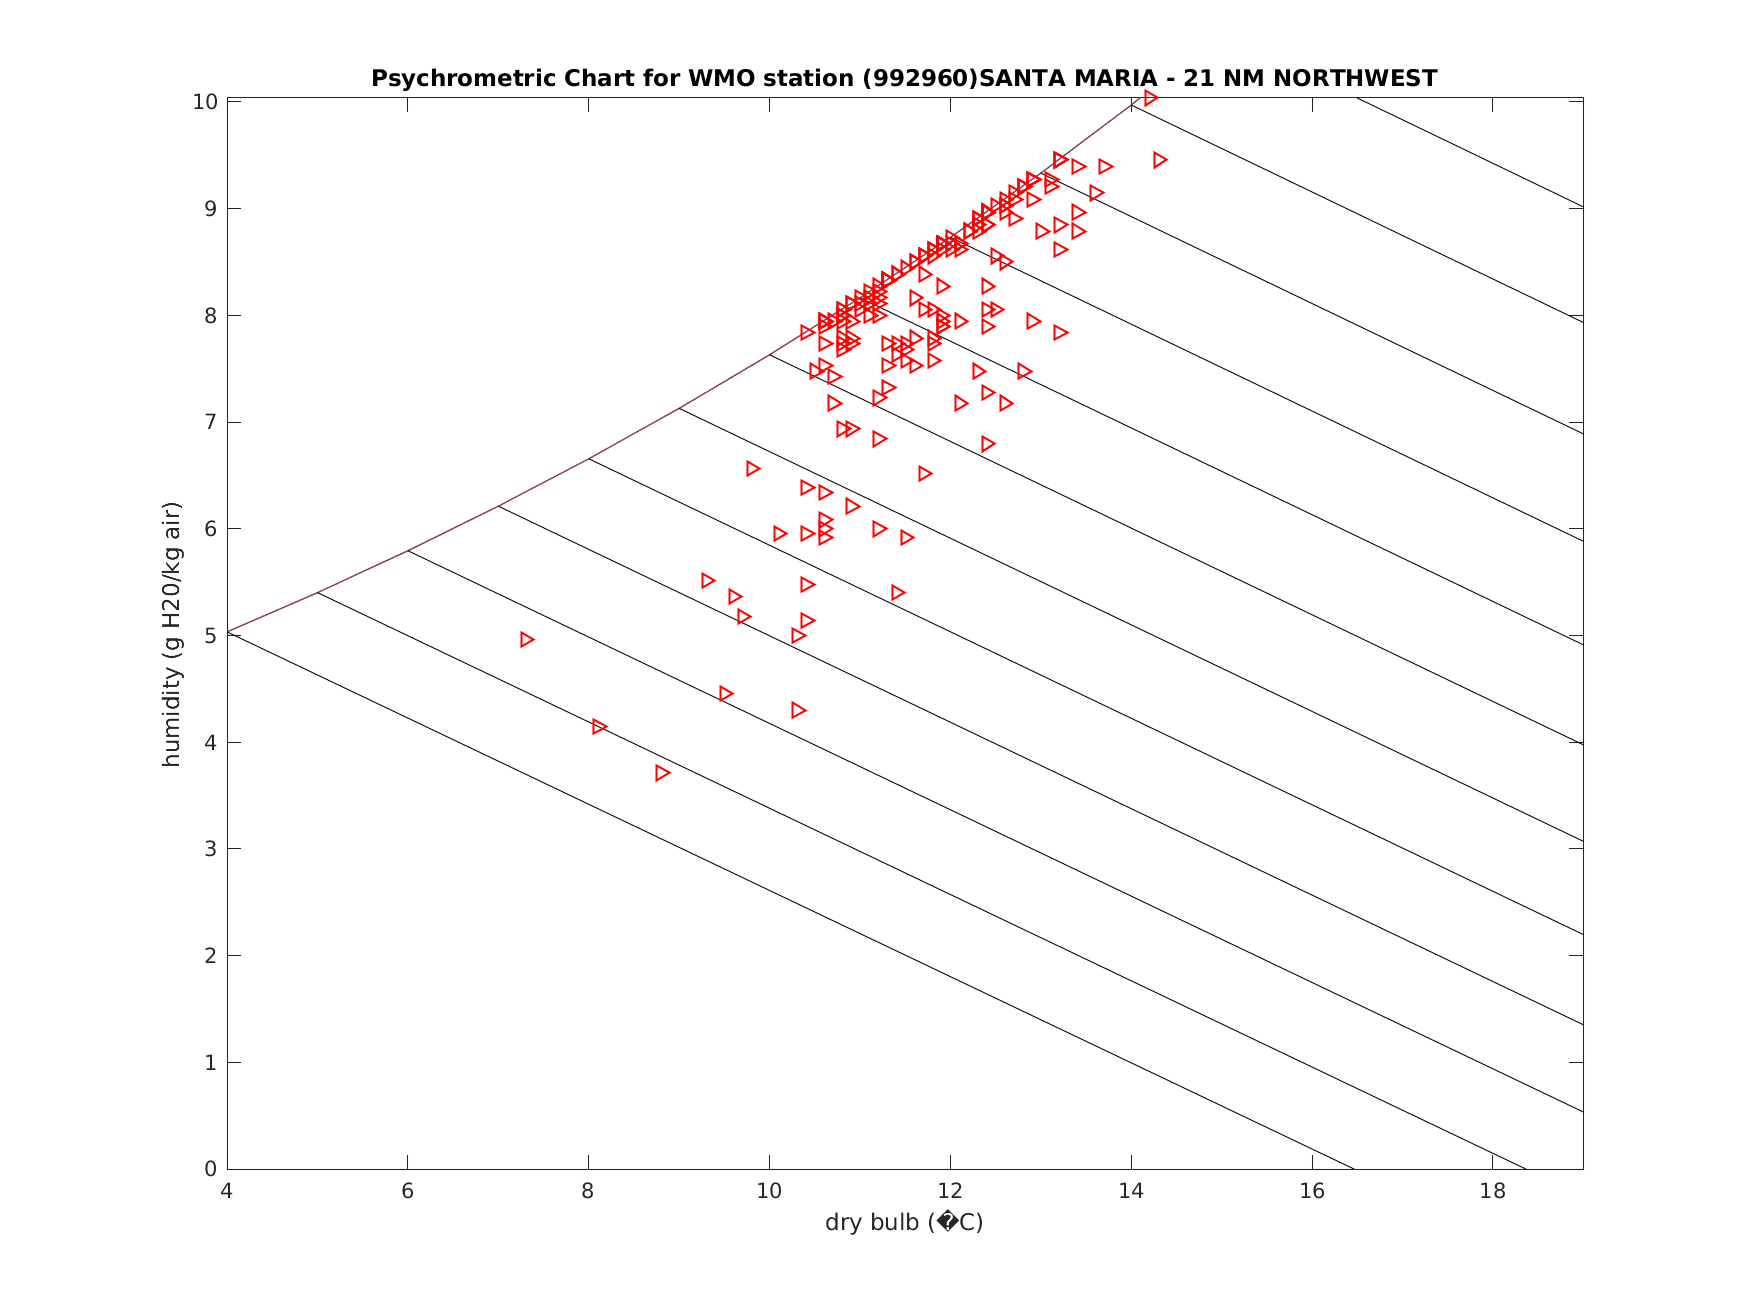 Psychrometric Chart for WMO station (992960)SANTA MARIA - 21 NM NORTHWEST
10
9
8
7
6
5
4
3
2
1
0
humidity (g H20/kg air)
4 6 8 10 12 14 16 18
dry bulb (�C)